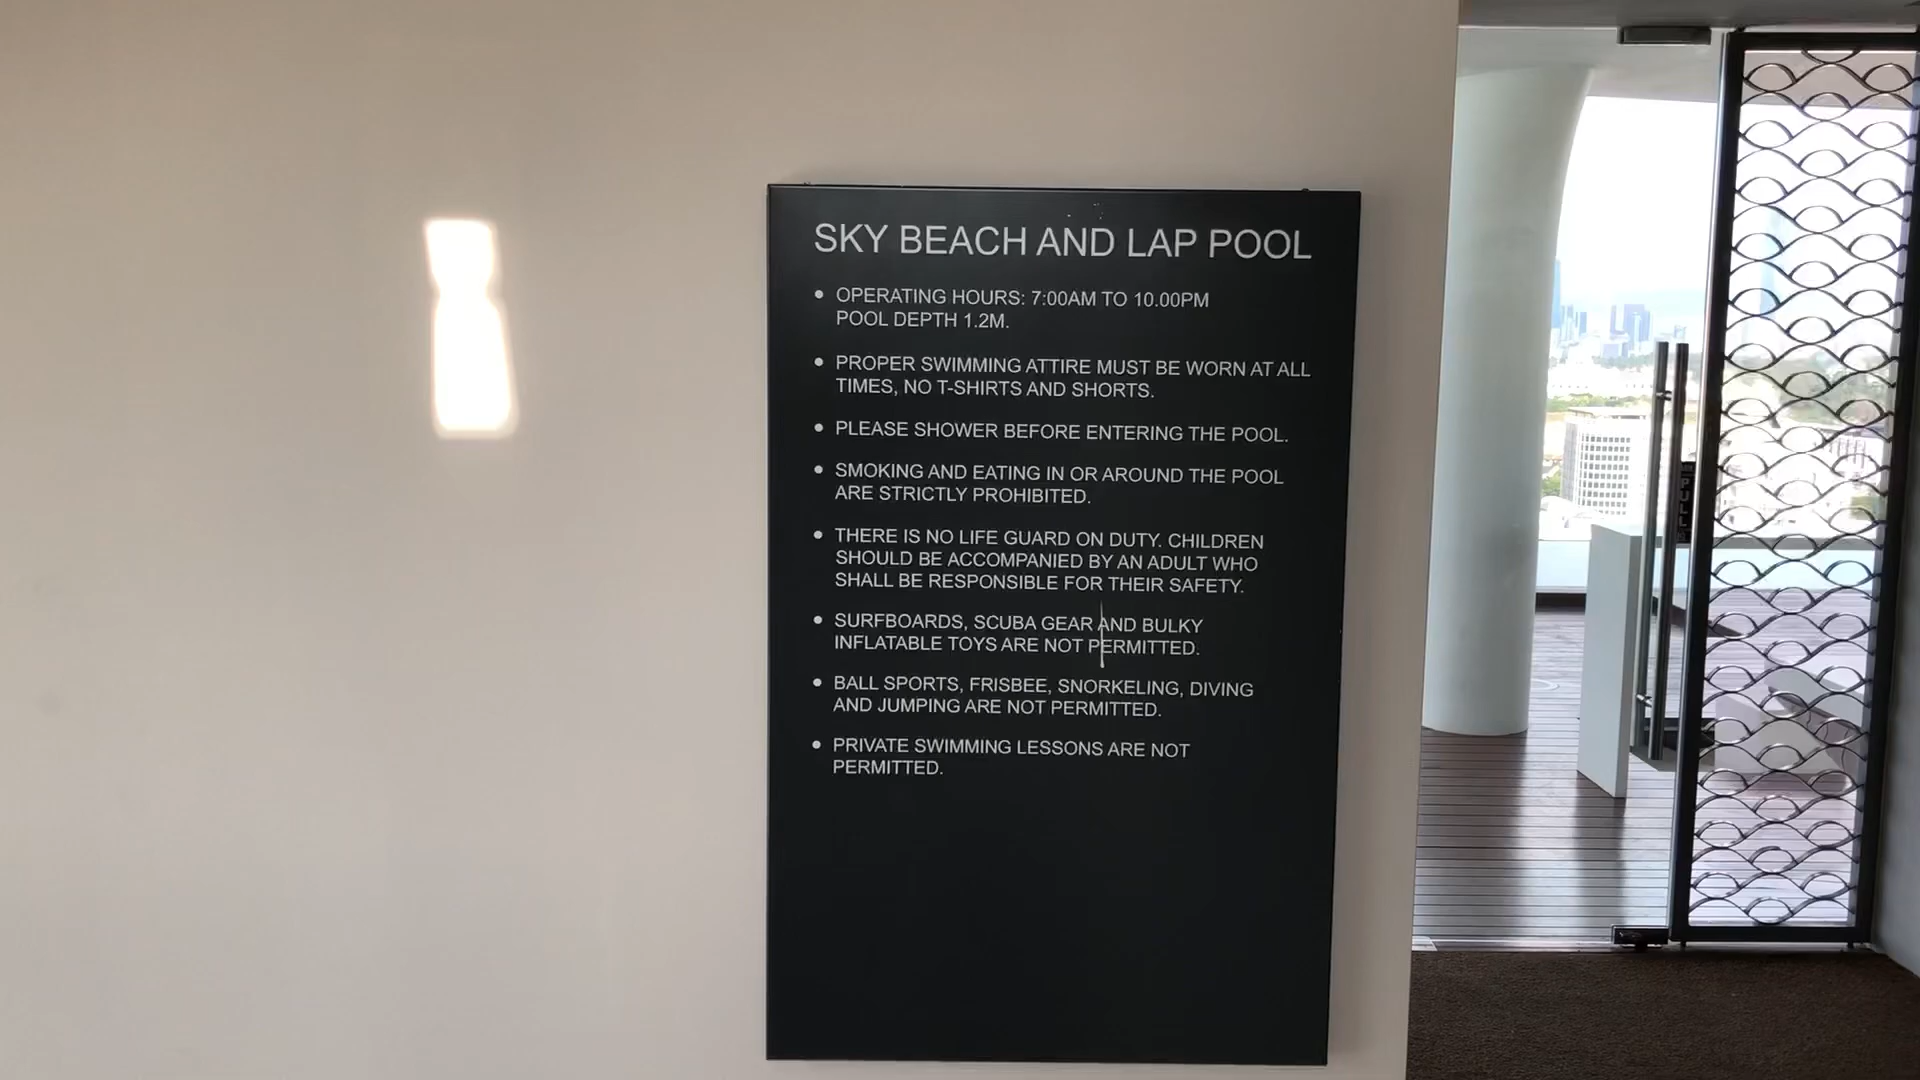 SKY BEACH AND LAP POOL
• OPERATING HOURS: 7:00AM TO 10.00PM
POOL DEPTH 1.2M.
• PROPER SWIMMING ATTIRE MUST BE WORN AT ALL
TIMES, NO T-SHIRTS AND SHORTS.
• PLEASE SHOWER BEFORE ENTERING THE POOL.
• SMOKING AND EATING IN OR AROUND THE POOL
ARE STRICTLY PROHIBITED.
• THERE IS NO LIFE GUARD ON DUTY. CHILDREN
SHOULD BE ACCOMPANIED BY AN ADULT WHO
SHALL BE RESPONSIBLE FOR THEIR SAFETY.
• SURFBOARDS, SCUBA GEAR AND BULKY
INFLATABLE TOYS ARE NOT PERMITTED.
• BALL SPORTS, FRISBEE, SNORKELING, DIVING
AND JUMPING ARE NOT PERMITTED.
• PRIVATE SWIMMING LESSONS ARE NOT
PERMITTED.
PULL